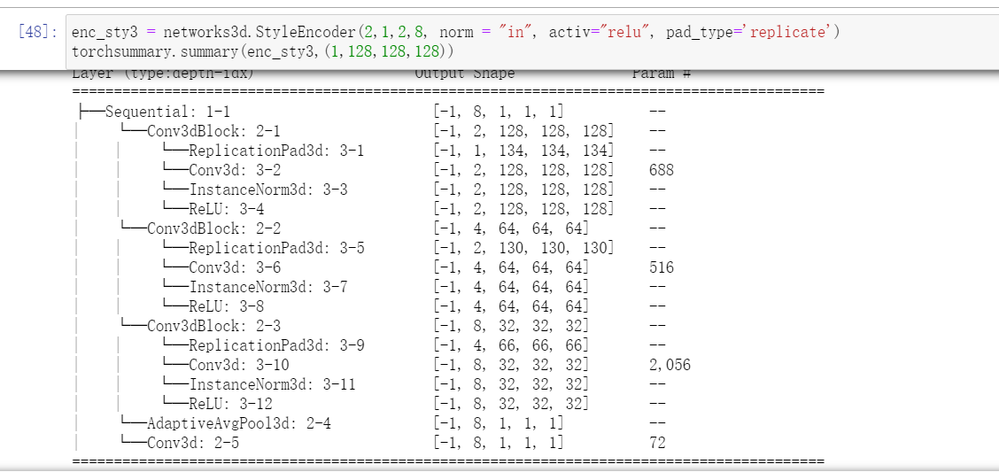 [48]: enc_sty3 = networks3d.StyleEncoder(2,1,2,8, norm = "in", activ="relu", pad_type='replicate')
torchsummary.summary(enc_sty3,(1,128,128,128))
Layer (type:depth-idx) Output Shape Param #
==========================================================================================
├──Sequential: 1-1 [-1, 8, 1, 1, 1] --
| └──Conv3dBlock: 2-1 [-1, 2, 128, 128, 128] --
| | └──ReplicationPad3d: 3-1 [-1, 1, 134, 134, 134] --
| | └──Conv3d: 3-2 [-1, 2, 128, 128, 128] 688
| | └──InstanceNorm3d: 3-3 [-1, 2, 128, 128, 128] --
| | └──ReLU: 3-4 [-1, 2, 128, 128, 128] --
| └──Conv3dBlock: 2-2 [-1, 4, 64, 64, 64] --
| | └──ReplicationPad3d: 3-5 [-1, 2, 130, 130, 130] --
| | └──Conv3d: 3-6 [-1, 4, 64, 64, 64] 516
| | └──InstanceNorm3d: 3-7 [-1, 4, 64, 64, 64] --
| | └──ReLU: 3-8 [-1, 4, 64, 64, 64] --
| └──Conv3dBlock: 2-3 [-1, 8, 32, 32, 32] --
| | └──ReplicationPad3d: 3-9 [-1, 4, 66, 66, 66] --
| | └──Conv3d: 3-10 [-1, 8, 32, 32, 32] 2,056
| | └──InstanceNorm3d: 3-11 [-1, 8, 32, 32, 32] --
| | └──ReLU: 3-12 [-1, 8, 32, 32, 32] --
| └──AdaptiveAvgPool3d: 2-4 [-1, 8, 1, 1, 1] --
| └──Conv3d: 2-5 [-1, 8, 1, 1, 1] 72
==========================================================================================